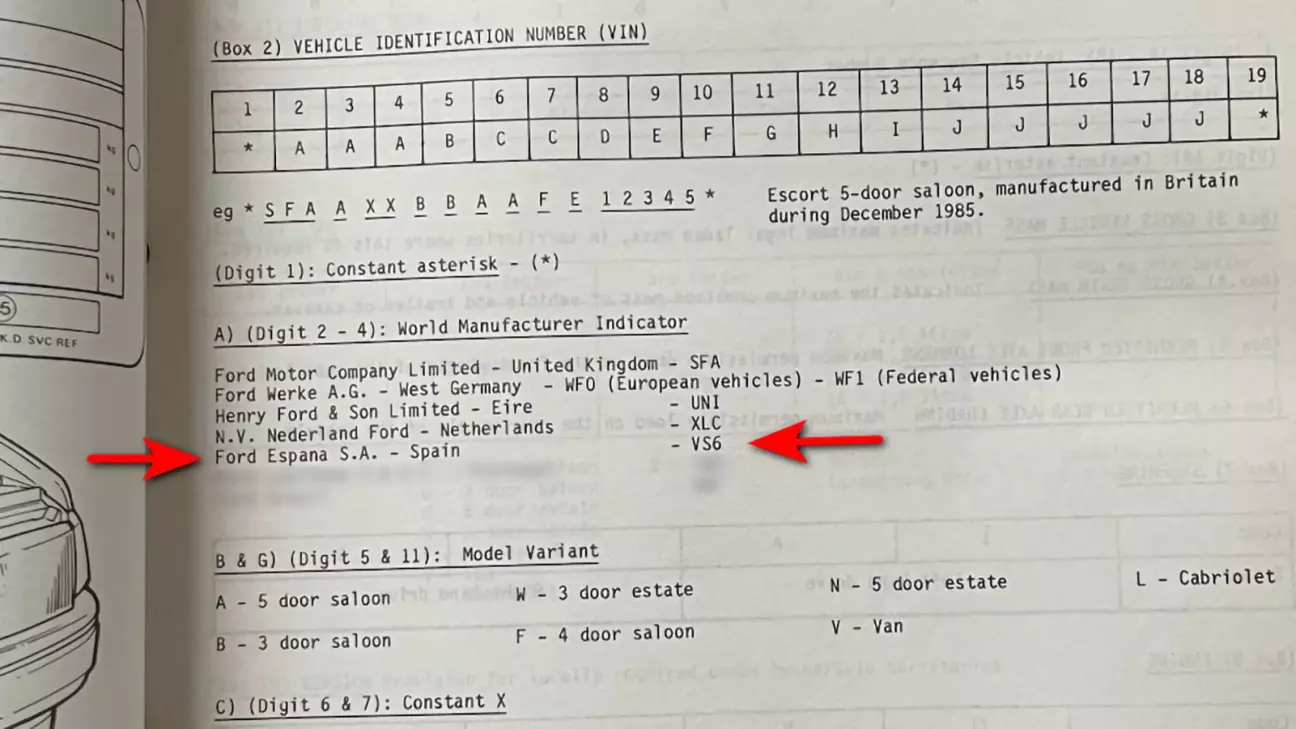 (Box 2) VEHICLE IDENTIFICATION NUMBER (VIN)
1 2 3 4 5 6 7 8 9 10 11 12 13 14 15 16 17 18 19
* A A A B C C D E F G H I J J J J J *
eg * S F A A X X B B A A F E 1 2 3 4 5 * Escort 5-door saloon, manufactured in Britain
during December 1985.
(Digit 1): Constant asterisk - (*)
A) (Digit 2 - 4): World Manufacturer Indicator
Ford Motor Company Limited - United Kingdom - SFA
Ford Werke A.G. - West Germany - WF0 (European vehicles) - WF1 (Federal vehicles)
Henry Ford & Son Limited - Eire - UNI
N.V. Nederland Ford - Netherlands - XLC
Ford Espana S.A. - Spain - VS6
B & G) (Digit 5 & 11): Model Variant
A - 5 door saloon W - 3 door estate N - 5 door estate L - Cabriolet
B - 3 door saloon F - 4 door saloon V - Van
C) (Digit 6 & 7): Constant X
5
K.D. SVC REF
kg
kg
kg
kg